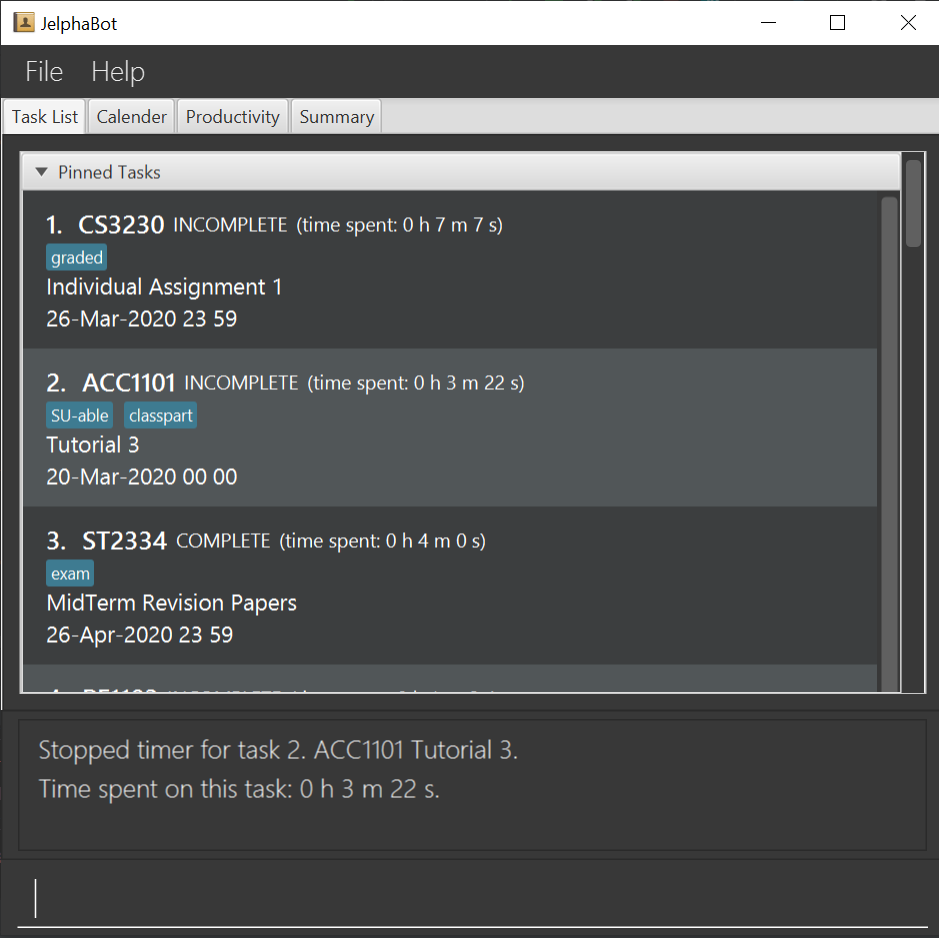 JelphaBot
File Help
Task List Calender Productivity Summary
Pinned Tasks
1. CS3230 INCOMPLETE (time spent: 0 h 7 m 7 s)
graded
Individual Assignment 1
26-Mar-2020 23 59
2. ACC1101 INCOMPLETE (time spent: 0 h 3 m 22 s)
SU-able classpart
Tutorial 3
20-Mar-2020 00 00
3. ST2334 COMPLETE (time spent: 0 h 4 m 0 s)
exam
MidTerm Revision Papers
26-Apr-2020 23 59
Stopped timer for task 2. ACC1101 Tutorial 3.
Time spent on this task: 0 h 3 m 22 s.